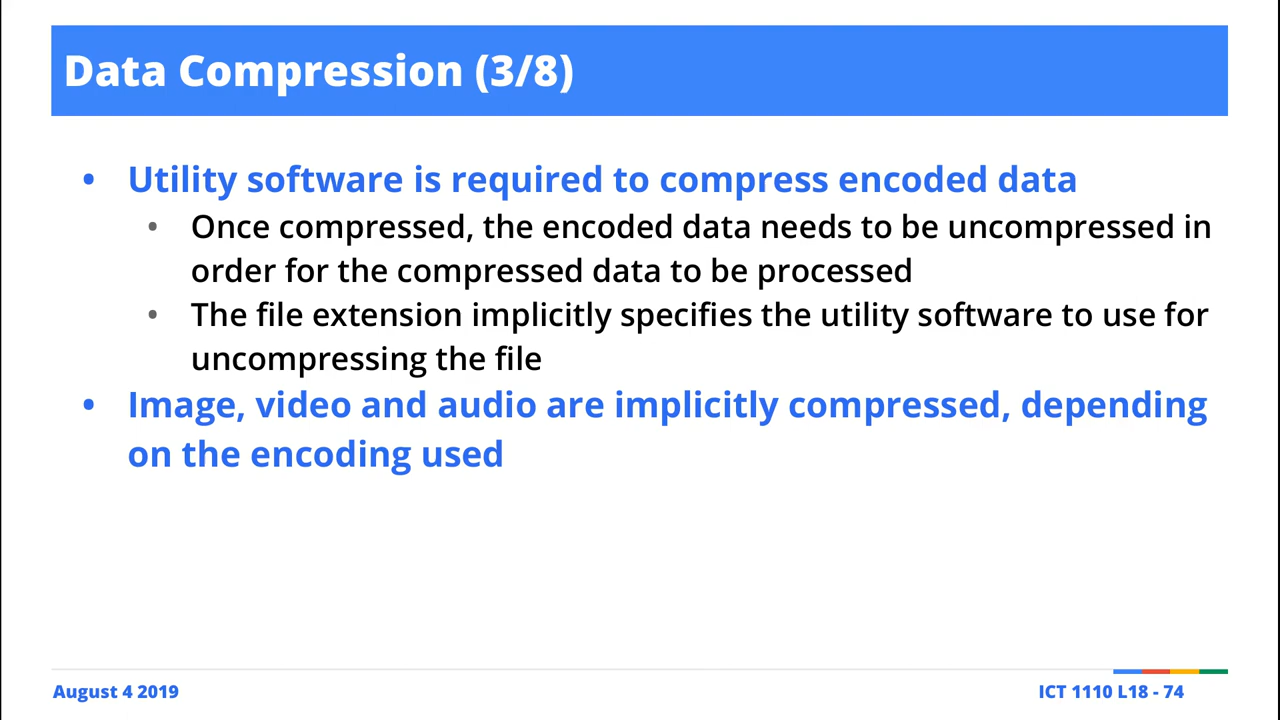 Data Compression (3/8)
• Utility software is required to compress encoded data
• Once compressed, the encoded data needs to be uncompressed in
order for the compressed data to be processed
• The file extension implicitly specifies the utility software to use for
uncompressing the file
• Image, video and audio are implicitly compressed, depending
on the encoding used
August 4 2019
ICT 1110 L18 - 74